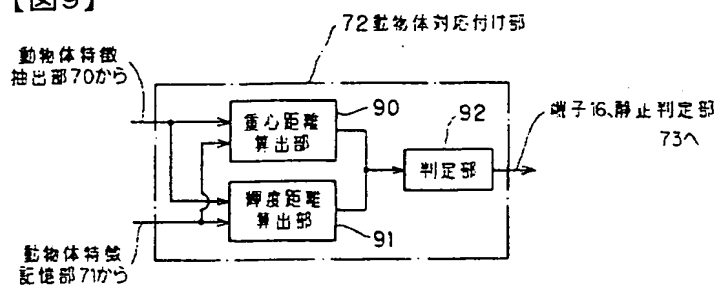 【図9】
72動物体対応付け部
動物体特徴
抽出部70から
90
重心距離
算出部
92
判定部
端子16、静止判定部
73へ
輝度距離
算出部
91
動物体特徴
記憶部71から